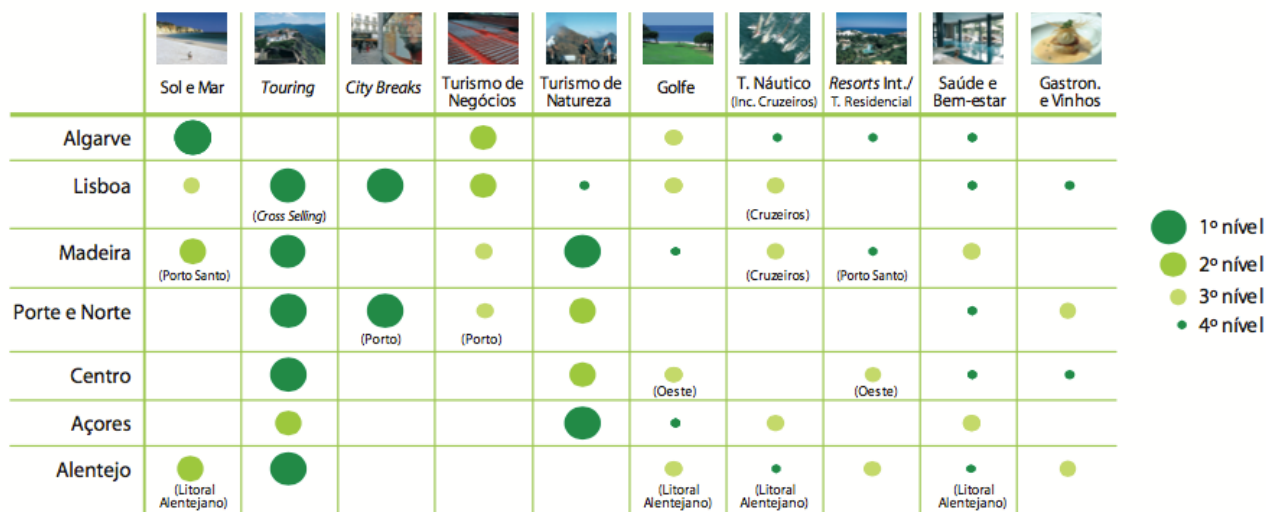 Sol e Mar
Touring
City Breaks
Turismo de
Negócios
Turismo de
Natureza
Golfe
T. Náutico
(Inc. Cruzeiros)
Resorts Int./
T. Residencial
Saúde e
Bem-estar
Gastron.
e Vinhos
Algarve
Lisboa
(Cross Selling)
(Cruzeiros)
Madeira
(Porto Santo)
(Cruzeiros)
(Porto Santo)
Porte e Norte
(Porto)
(Porto)
Centro
(Oeste)
(Oeste)
Açores
Alentejo
(Litoral
Alentejano)
(Litoral
Alentejano)
(Litoral
Alentejano)
(Litoral
Alentejano)
1º nível
2º nível
3º nível
4º nível